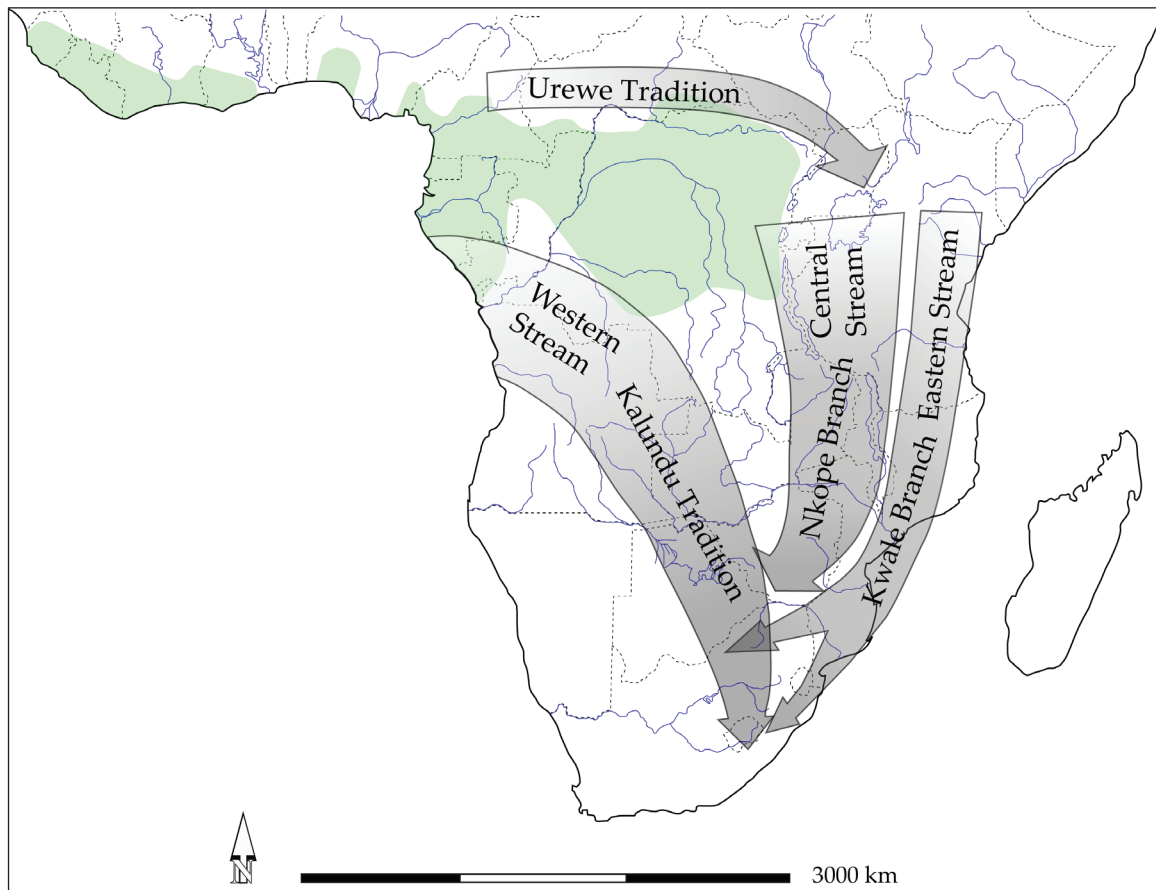 Urewe Tradition
Western
Stream
Kalundu Tradition
Central
Stream
Nkope Branch
Eastern Stream
Kwale Branch
N
3000 km